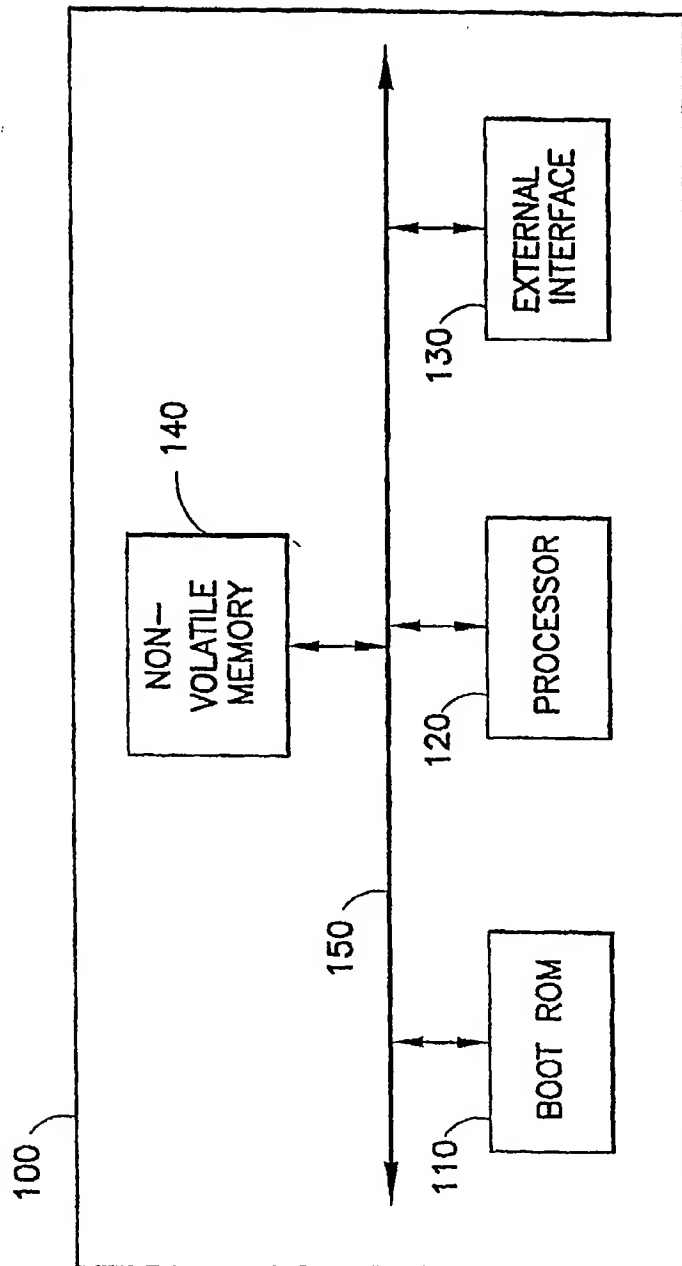 100
NON-
VOLATILE
MEMORY
140
150
110
BOOT ROM
120
PROCESSOR
130
EXTERNAL
INTERFACE